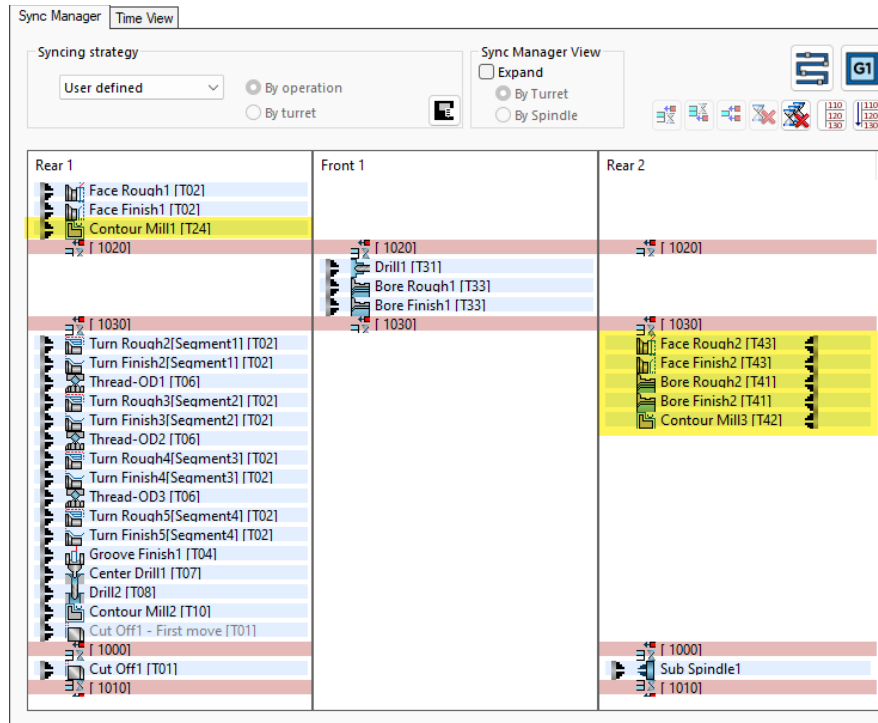 Sync Manager
Time View
Syncing strategy
User defined
By operation
By turret
Sync Manager View
Expand
By Turret
By Spindle
G1
110
120
130
110
120
130
Rear 1
Front 1
Rear 2
Face Rough1 [T02]
Face Finish1 [T02]
Contour Mill1 [T24]
[ 1020]
[ 1020]
[ 1020]
Drill1 [T31]
Bore Rough1 [T33]
Bore Finish1 [T33]
[ 1030]
[ 1030]
[ 1030]
Turn Rough2[Segment1] [T02]
Face Rough2 [T43]
Turn Finish2[Segment1] [T02]
Face Finish2 [T43]
Thread-OD1 [T06]
Bore Rough2 [T41]
Turn Rough3[Segment2] [T02]
Bore Finish2 [T41]
Turn Finish3[Segment2] [T02]
Contour Mill3 [T42]
Thread-OD2 [T06]
Turn Rough4[Segment3] [T02]
Turn Finish4[Segment3] [T02]
Thread-OD3 [T06]
Turn Rough5[Segment4] [T02]
Turn Finish5[Segment4] [T02]
Groove Finish1 [T04]
Center Drill1 [T07]
Drill2 [T08]
Contour Mill2 [T10]
Cut Off1 - First move [T01]
[ 1000]
[ 1000]
Cut Off1 [T01]
Sub Spindle1
[ 1010]
[ 1010]